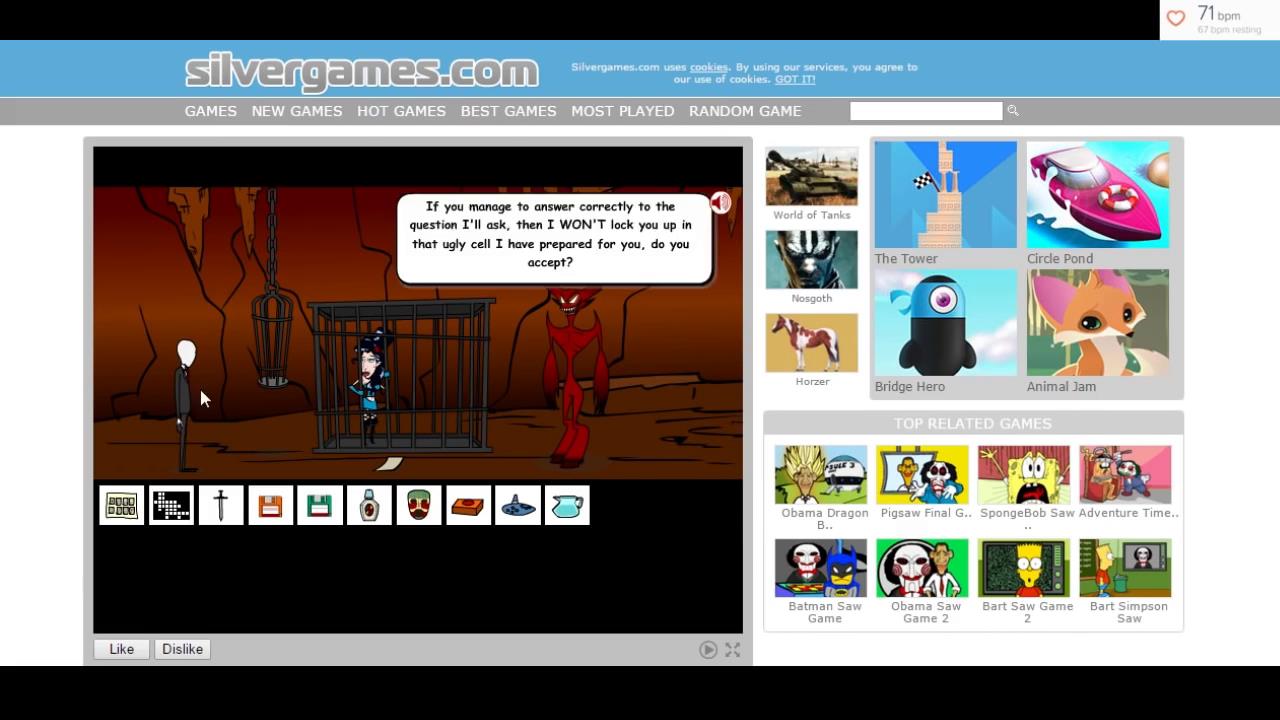 71 bpm
67 bpm resting
silvergames.com
Silvergames.com uses cookies. By using our services, you agree to
our use of cookies. GOT IT!
GAMES NEW GAMES HOT GAMES BEST GAMES MOST PLAYED RANDOM GAME
If you manage to answer correctly to the
question I'll ask, then I WON'T lock you up in
that ugly cell I have prepared for you, do you
accept?
World of Tanks
Nosgoth
Horzer
The Tower
Circle Pond
Bridge Hero
Animal Jam
TOP RELATED GAMES
Obama Dragon
B..
Pigsaw Final G..
SpongeBob Saw
..
Adventure Time..
Batman Saw
Game
Obama Saw
Game 2
Bart Saw Game
2
Bart Simpson
Saw
Like
Dislike